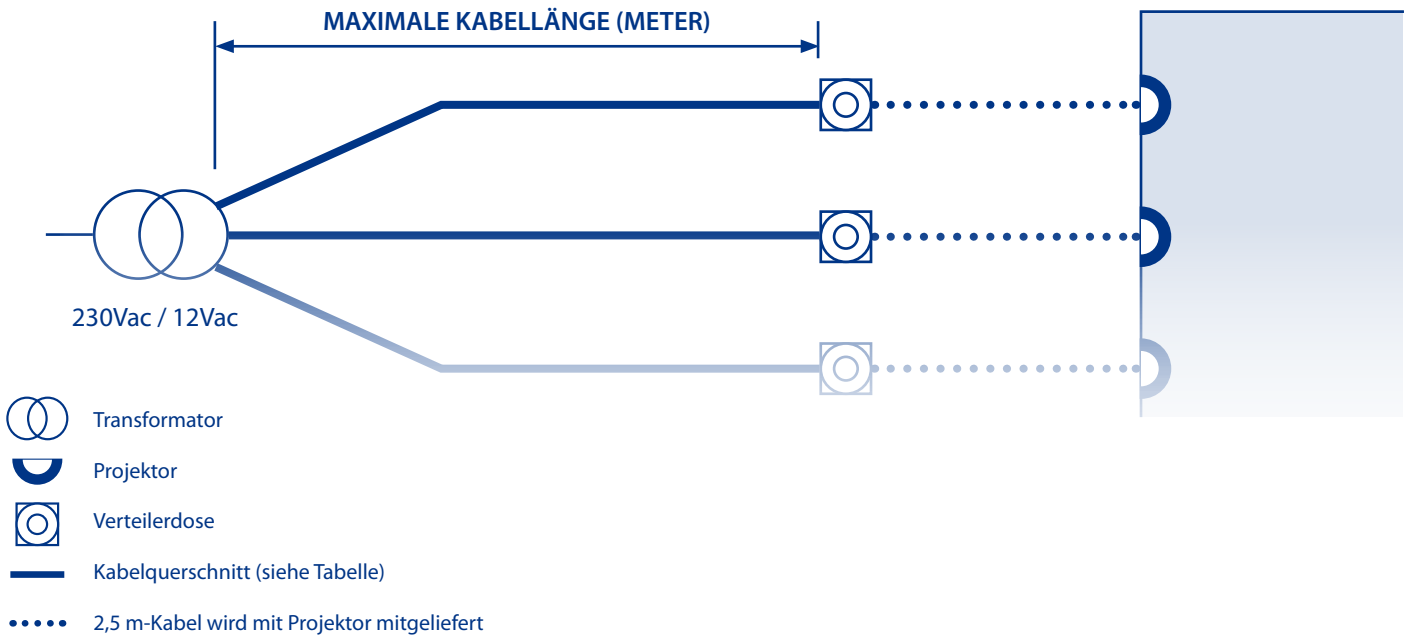 MAXIMALE KABELLÄNGE (METER)
230Vac / 12Vac
Transformator
Projektor
Verteilerdose
Kabelquerschnitt (siehe Tabelle)
2,5 m-Kabel wird mit Projektor mitgeliefert